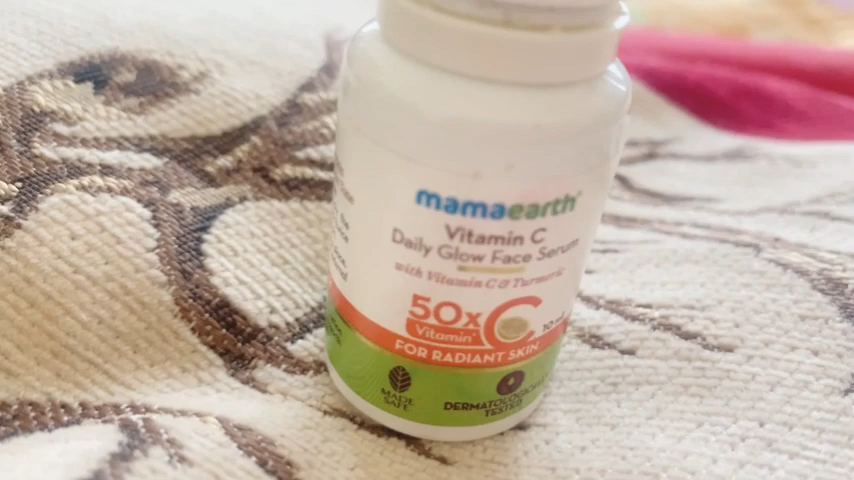 mamaearth
Vitamin C
Daily Glow Face Serum
with Vitamin C & Turmeric
50x C
Vitamin+
10 ml
FOR RADIANT SKIN
MADE SAFE
DERMATOLOGICALLY TESTED